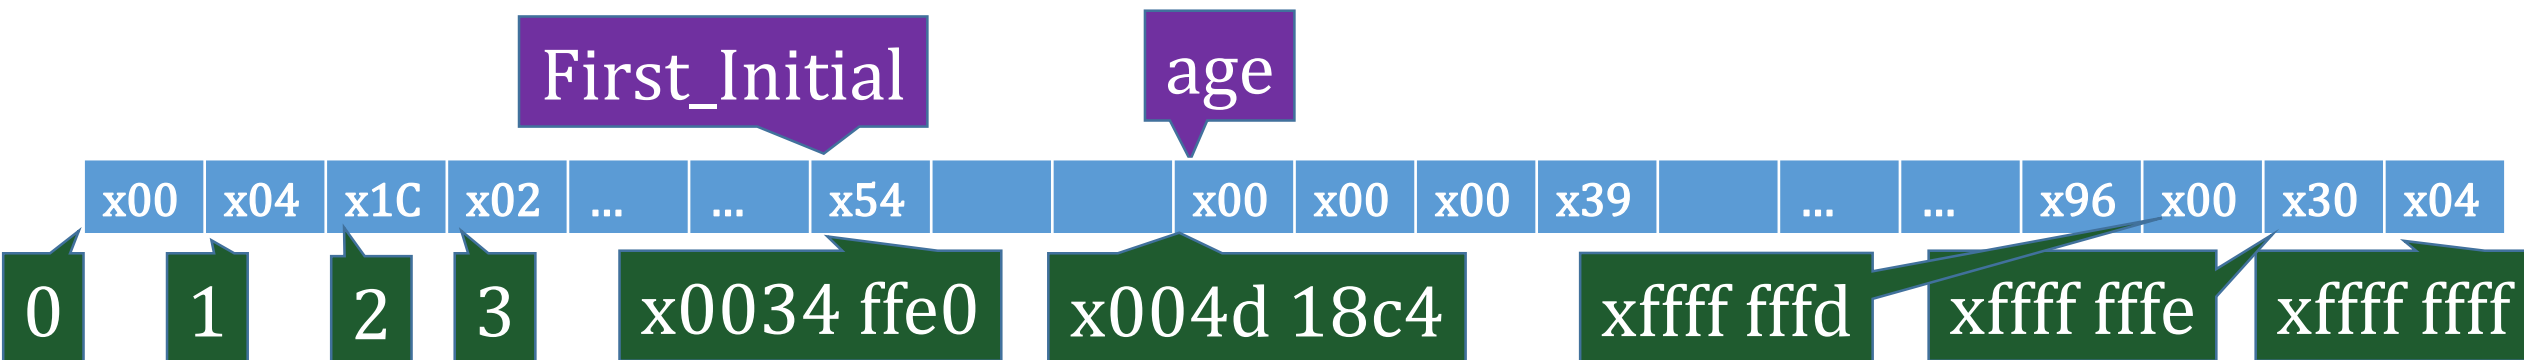 First_Initial age
x00 x04 x1C x02 ... ... x54 x00 x00 x00 x39 ... ... x96 x00 x30 x04
0 1 2 3 x0034 ffe0 x004d 18c4 xffff fffd xffff fffe xffff ffff